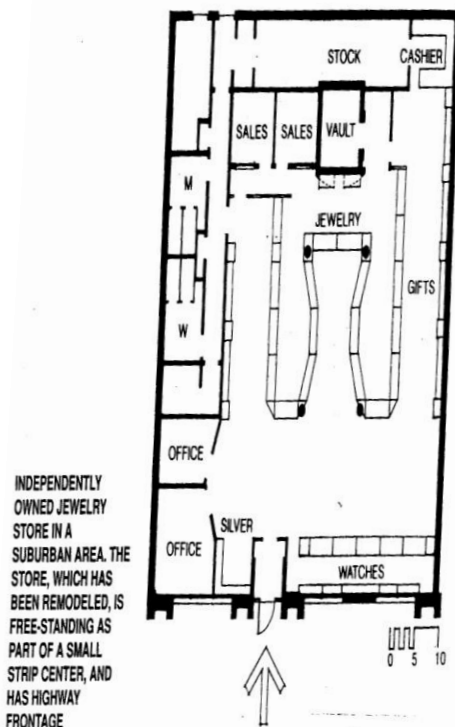 STOCK
CASHIER
SALES
SALES
VAULT
M
JEWELRY
GIFTS
W
OFFICE
INDEPENDENTLY
OWNED JEWELRY
STORE IN A
SUBURBAN AREA. THE
STORE, WHICH HAS
BEEN REMODELED, IS
FREE-STANDING AS
PART OF A SMALL
STRIP CENTER, AND
HAS HIGHWAY
FRONTAGE
SILVER
OFFICE
WATCHES
0 5 10